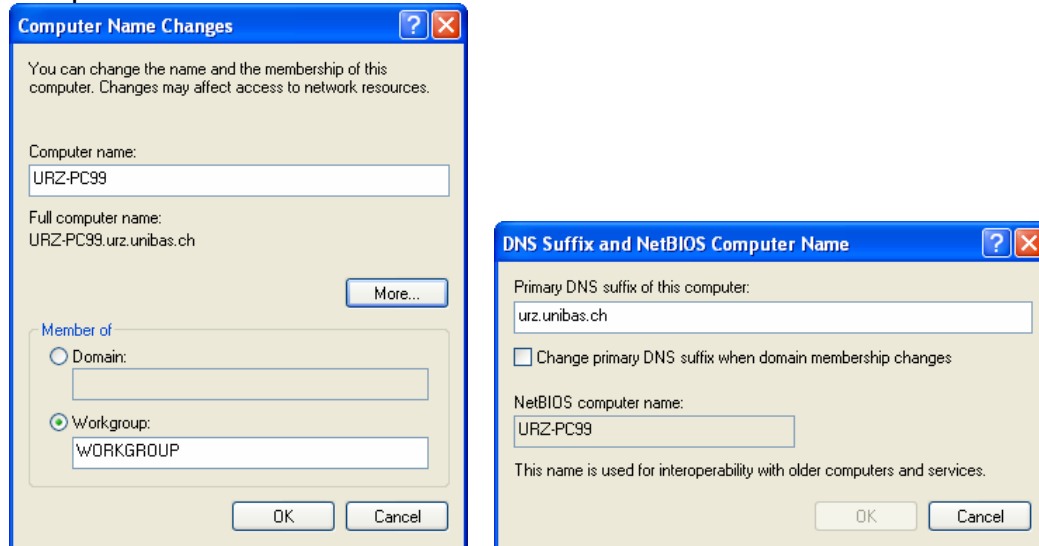 Computer Name Changes
You can change the name and the membership of this
computer. Changes may affect access to network resources.
Computer name:
URZ-PC99
Full computer name:
URZ-PC99.urz.unibas.ch
More...
Member of
Domain:
Workgroup:
WORKGROUP
OK Cancel
DNS Suffix and NetBIOS Computer Name
Primary DNS suffix of this computer:
urz.unibas.ch
Change primary DNS suffix when domain membership changes
NetBIOS computer name:
URZ-PC99
This name is used for interoperability with older computers and services.
OK Cancel